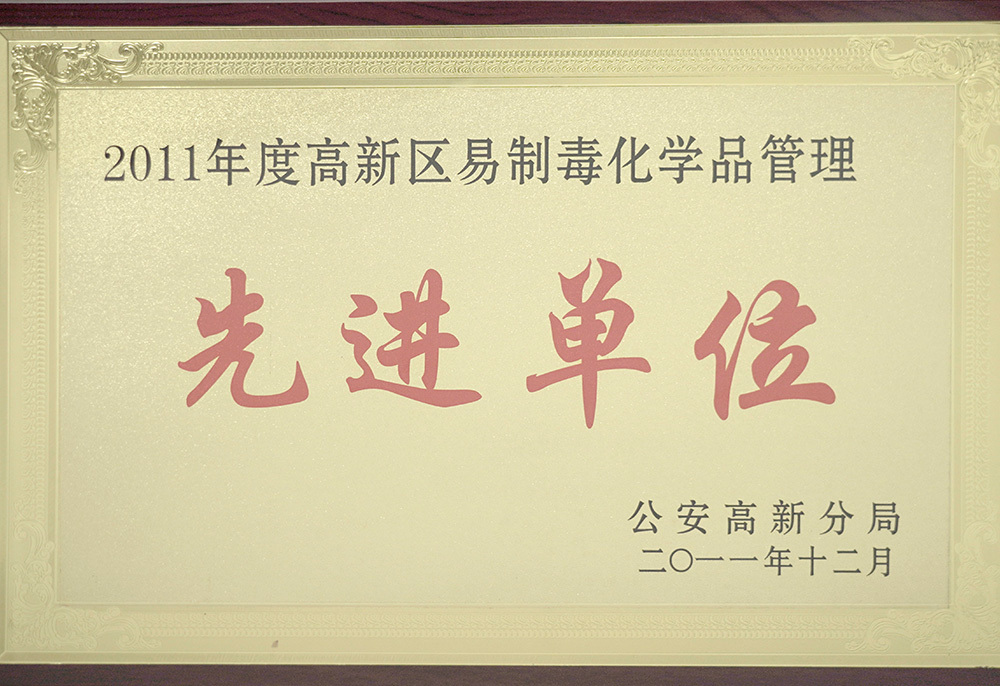 2011年度高新区易制毒化学品管理
先进单位
公安高新分局
二〇一一年十二月